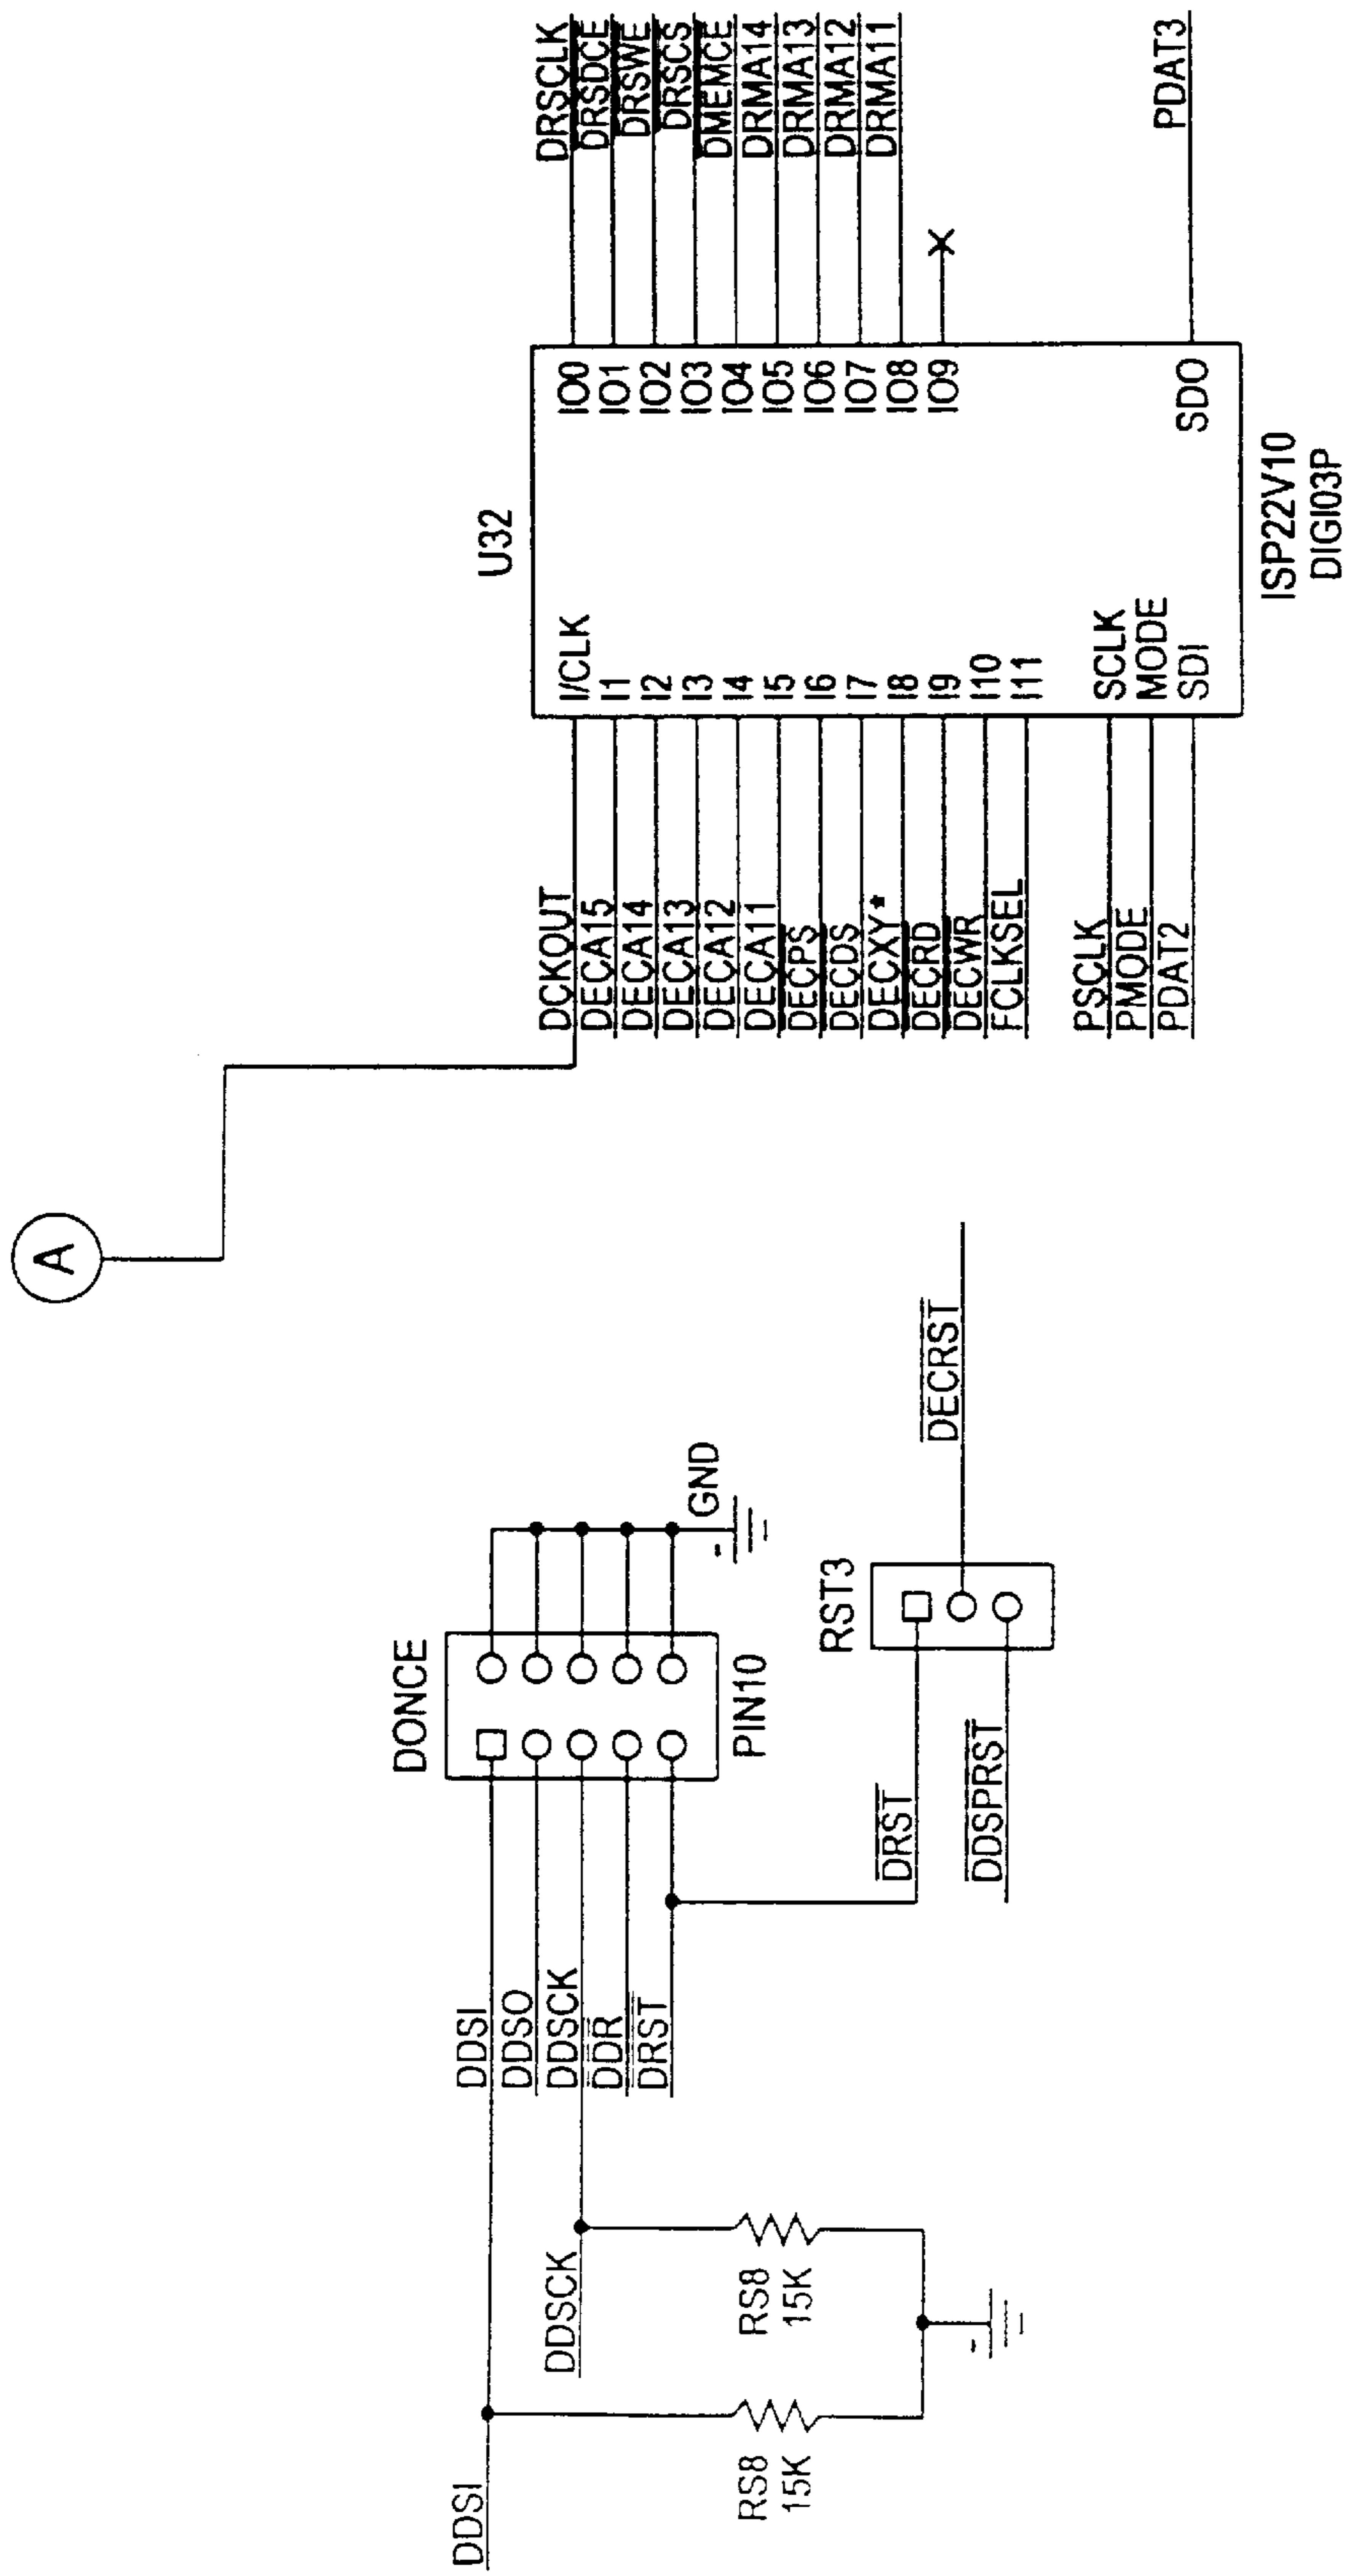 A
DDSI
DDSCK
RS8
15K
RS8
15K
DDSI
DDSO
DDSCK
DDR
DRST
DONCE
PIN10
GND
DRST
DDSPRST
RST3
DECRST
U32
DCKOUT
DECA15
DECA14
DECA13
DECA12
DECA11
DECPS
DECDS
DECXY*
DECRD
DECWR
FCLKSEL
PSCLK
PMODE
PDAT2
I/CLK
I1
I2
I3
I4
I5
I6
I7
I8
I9
I10
I11
SCLK
MODE
SDI
IO0
IO1
IO2
IO3
IO4
IO5
IO6
IO7
IO8
IO9
SDO
DRSCLK
DRSDCE
DRSWE
DRSCS
DMEMCE
DRMA14
DRMA13
DRMA12
DRMA11
PDAT3
ISP22V10
DIGI03P